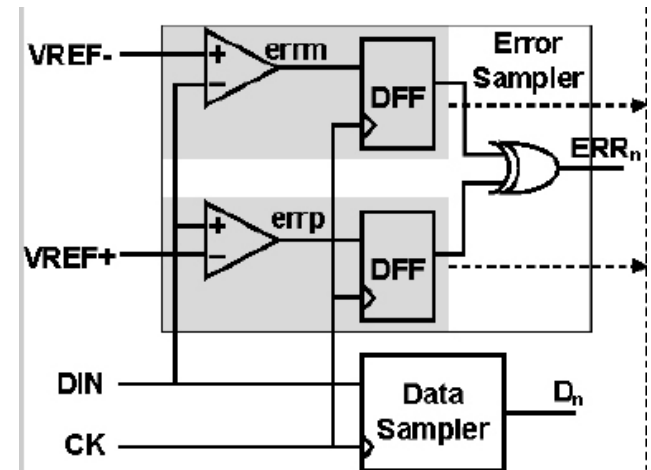 VREF-
+
−
errm
DFF
Error
Sampler
ERRn
VREF+
+
−
errp
DFF
DIN
CK
Data
Sampler
Dn